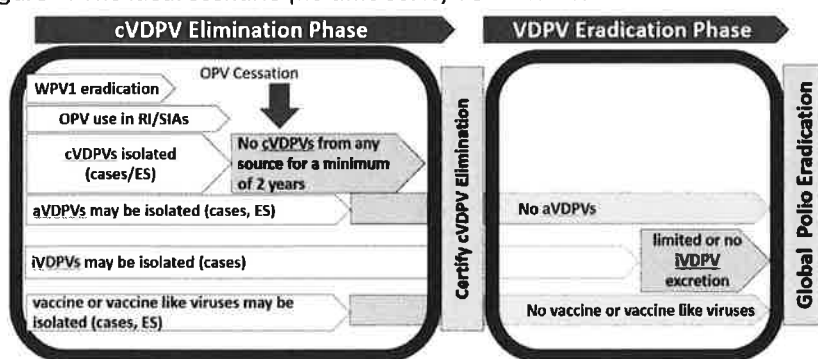 cVDPV Elimination Phase
VDPV Eradication Phase
OPV Cessation
WPV1 eradication
OPV use in RI/SIAs
cVDPVs isolated
(cases/ES)
No cVDPVs from any
source for a minimum
of 2 years
aVDPVs may be isolated (cases, ES)
iVDPVs may be isolated (cases)
vaccine or vaccine like viruses may be
isolated (cases, ES)
Certify cVDPV Elimination
No aVDPVs
limited or no
iVDPV
excretion
No vaccine or vaccine like viruses
Global Polio Eradication